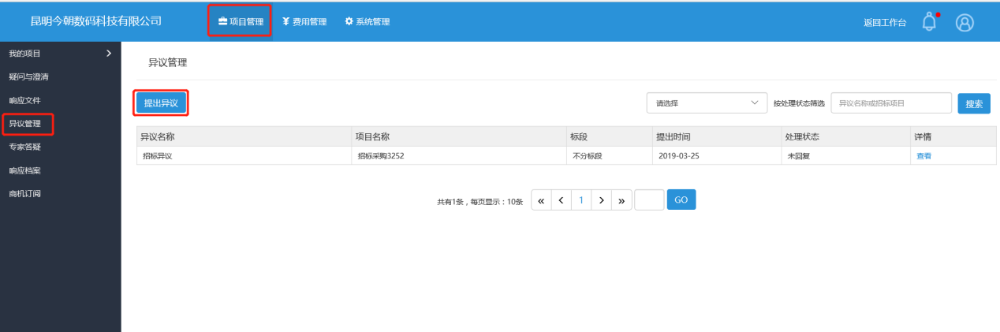 昆明今朝数码科技有限公司 项目管理 ¥ 费用管理 系统管理 返回工作台
我的项目
疑问与澄清
响应文件
异议管理
专家答疑
响应档案
商机订阅
异议管理
提出异议 请选择 按处理状态筛选 异议名称或招标项目 搜索
异议名称 项目名称 标段 提出时间 处理状态 详情
招标异议 招标采购3252 不分标段 2019-03-25 未回复 查看
共有1条，每页显示：10条 « < 1 > » GO